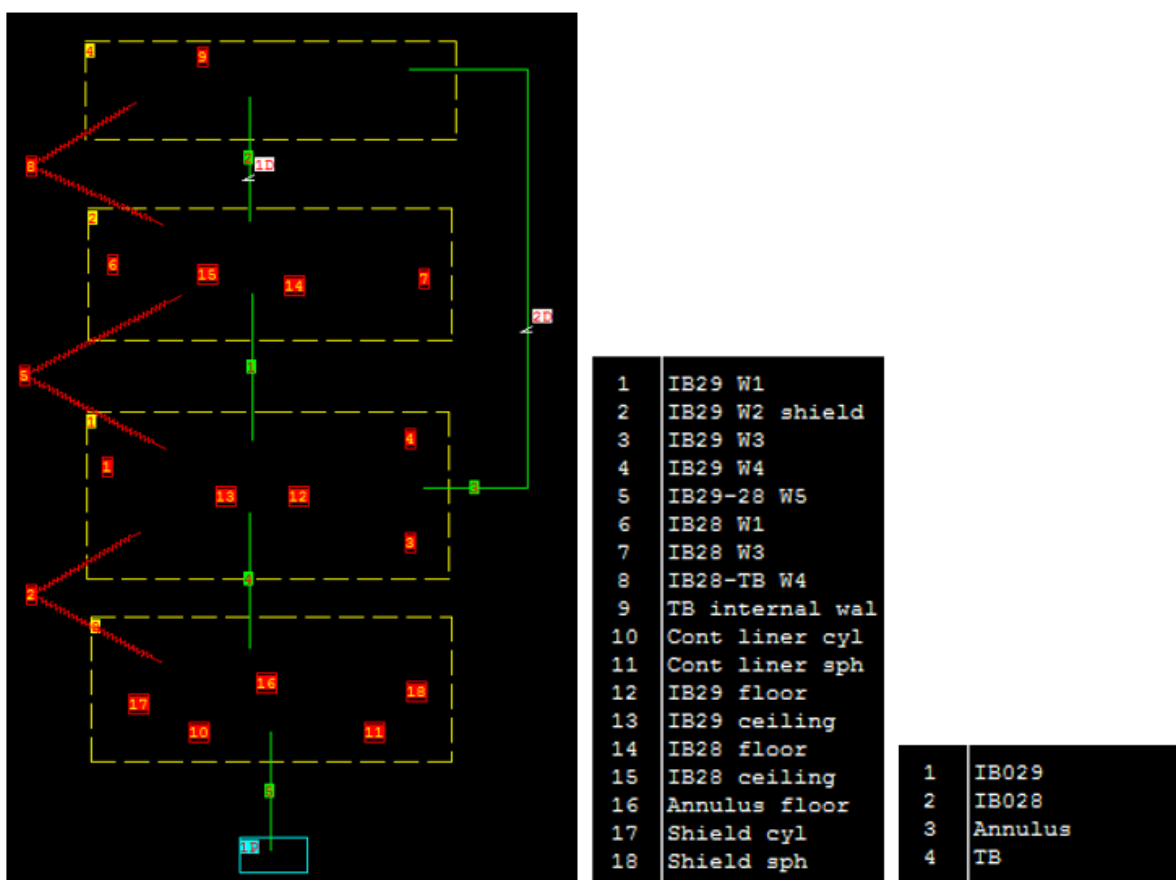 4
9
2
1D
8
2
6
15
14
7
2D
1
5
1
4
1
13
12
3
3
4
2
3
16
17
18
10
11
5
1P
1 IB29 W1
2 IB29 W2 shield
3 IB29 W3
4 IB29 W4
5 IB29-28 W5
6 IB28 W1
7 IB28 W3
8 IB28-TB W4
9 TB internal wal
10 Cont liner cyl
11 Cont liner sph
12 IB29 floor
13 IB29 ceiling
14 IB28 floor
15 IB28 ceiling
16 Annulus floor
17 Shield cyl
18 Shield sph
1 IB029
2 IB028
3 Annulus
4 TB